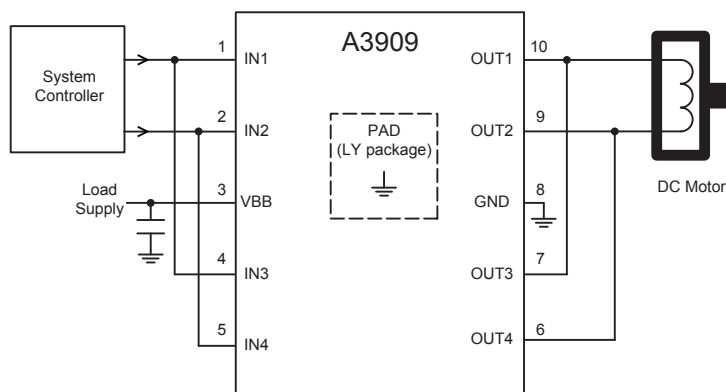 A3909
System
Controller
1
IN1
OUT1
10
2
IN2
OUT2
9
PAD
(LY package)
Load
Supply
3
VBB
GND
8
DC Motor
4
IN3
OUT3
7
5
IN4
OUT4
6